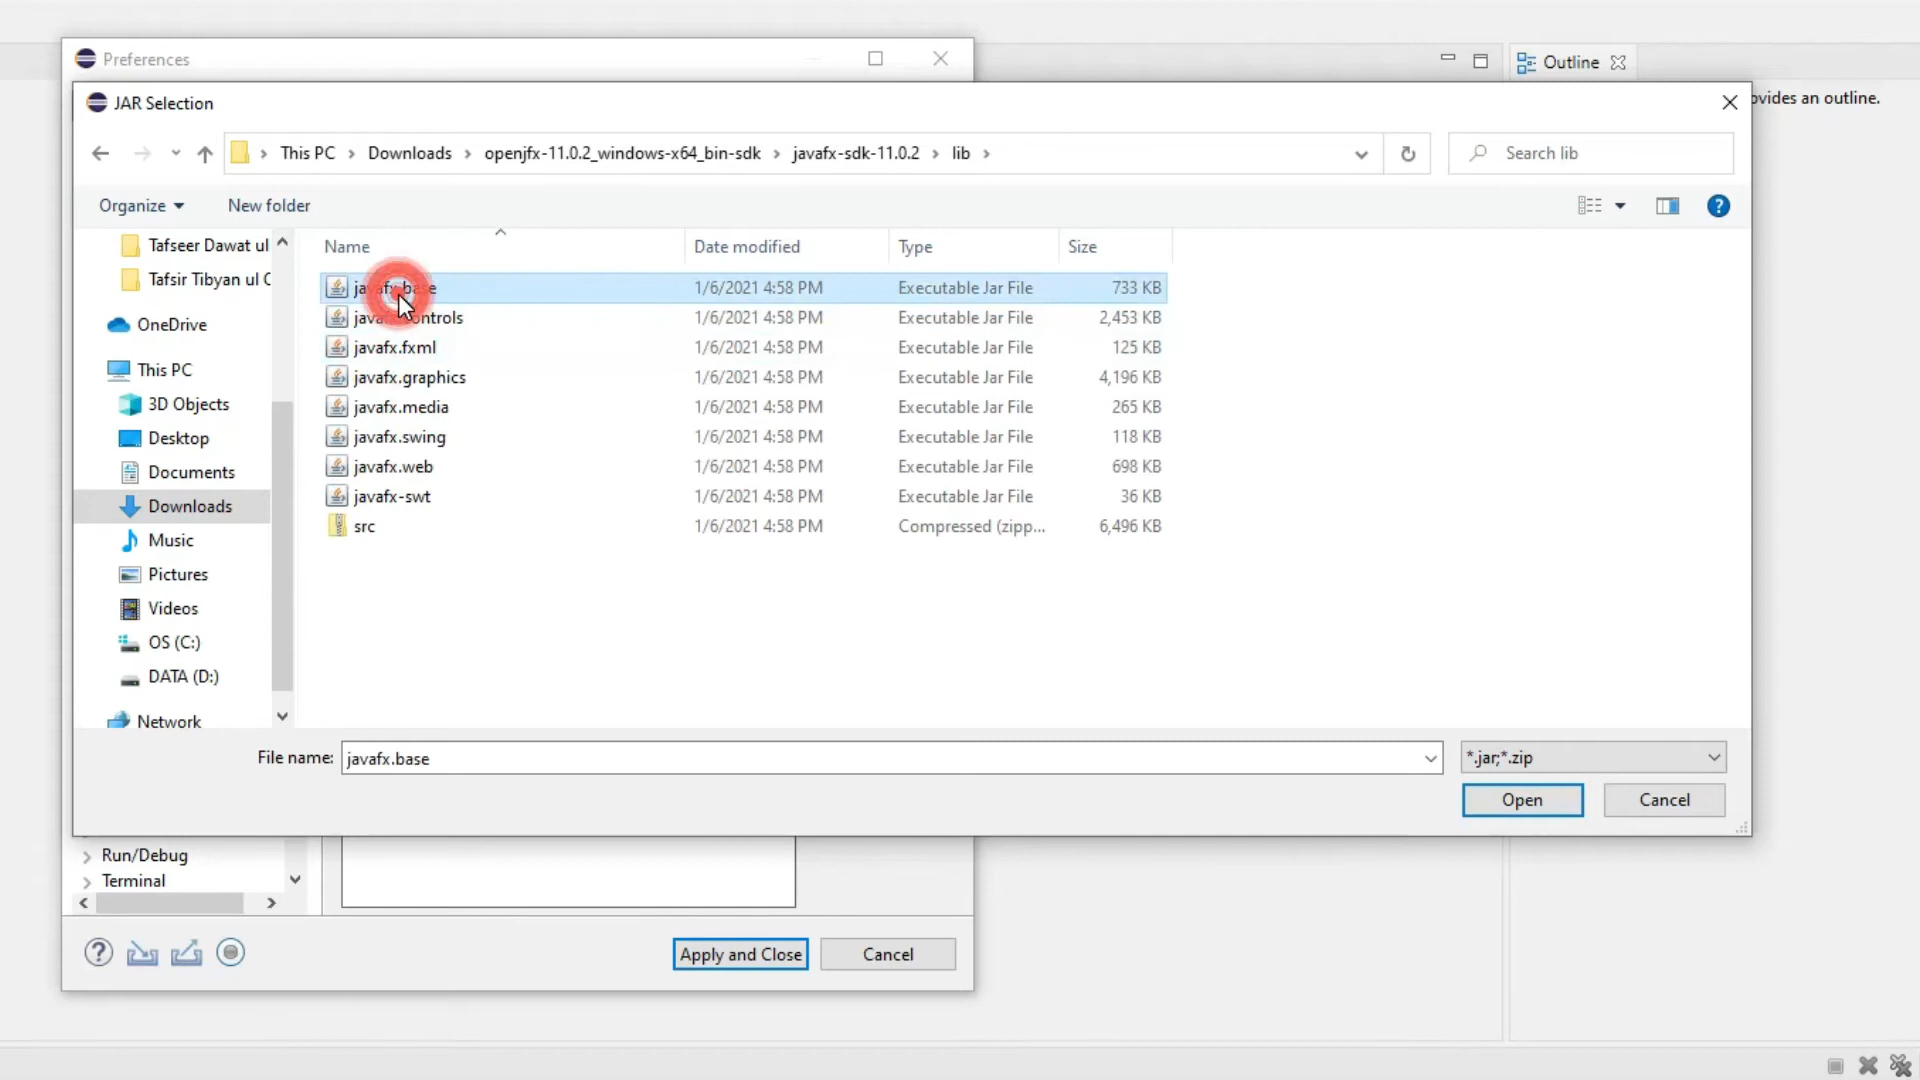 Preferences
Outline
JAR Selection
ovides an outline.
This PC
Downloads
openjfx-11.0.2_windows-x64_bin-sdk
javafx-sdk-11.0.2
lib
Search lib
Organize
New folder
Name
Date modified
Type
Size
Tafseer Dawat ul
Tafsir Tibyan ul
OneDrive
This PC
3D Objects
Desktop
Documents
Downloads
Music
Pictures
Videos
OS (C:)
DATA (D:)
Network
javafx.base 1/6/2021 4:58 PM Executable Jar File 733 KB
javafx.controls 1/6/2021 4:58 PM Executable Jar File 2,453 KB
javafx.fxml 1/6/2021 4:58 PM Executable Jar File 125 KB
javafx.graphics 1/6/2021 4:58 PM Executable Jar File 4,196 KB
javafx.media 1/6/2021 4:58 PM Executable Jar File 265 KB
javafx.swing 1/6/2021 4:58 PM Executable Jar File 118 KB
javafx.web 1/6/2021 4:58 PM Executable Jar File 698 KB
javafx-swt 1/6/2021 4:58 PM Executable Jar File 36 KB
src 1/6/2021 4:58 PM Compressed (zipp... 6,496 KB
File name: javafx.base
*.jar;*.zip
Open
Cancel
Run/Debug
Terminal
Apply and Close
Cancel